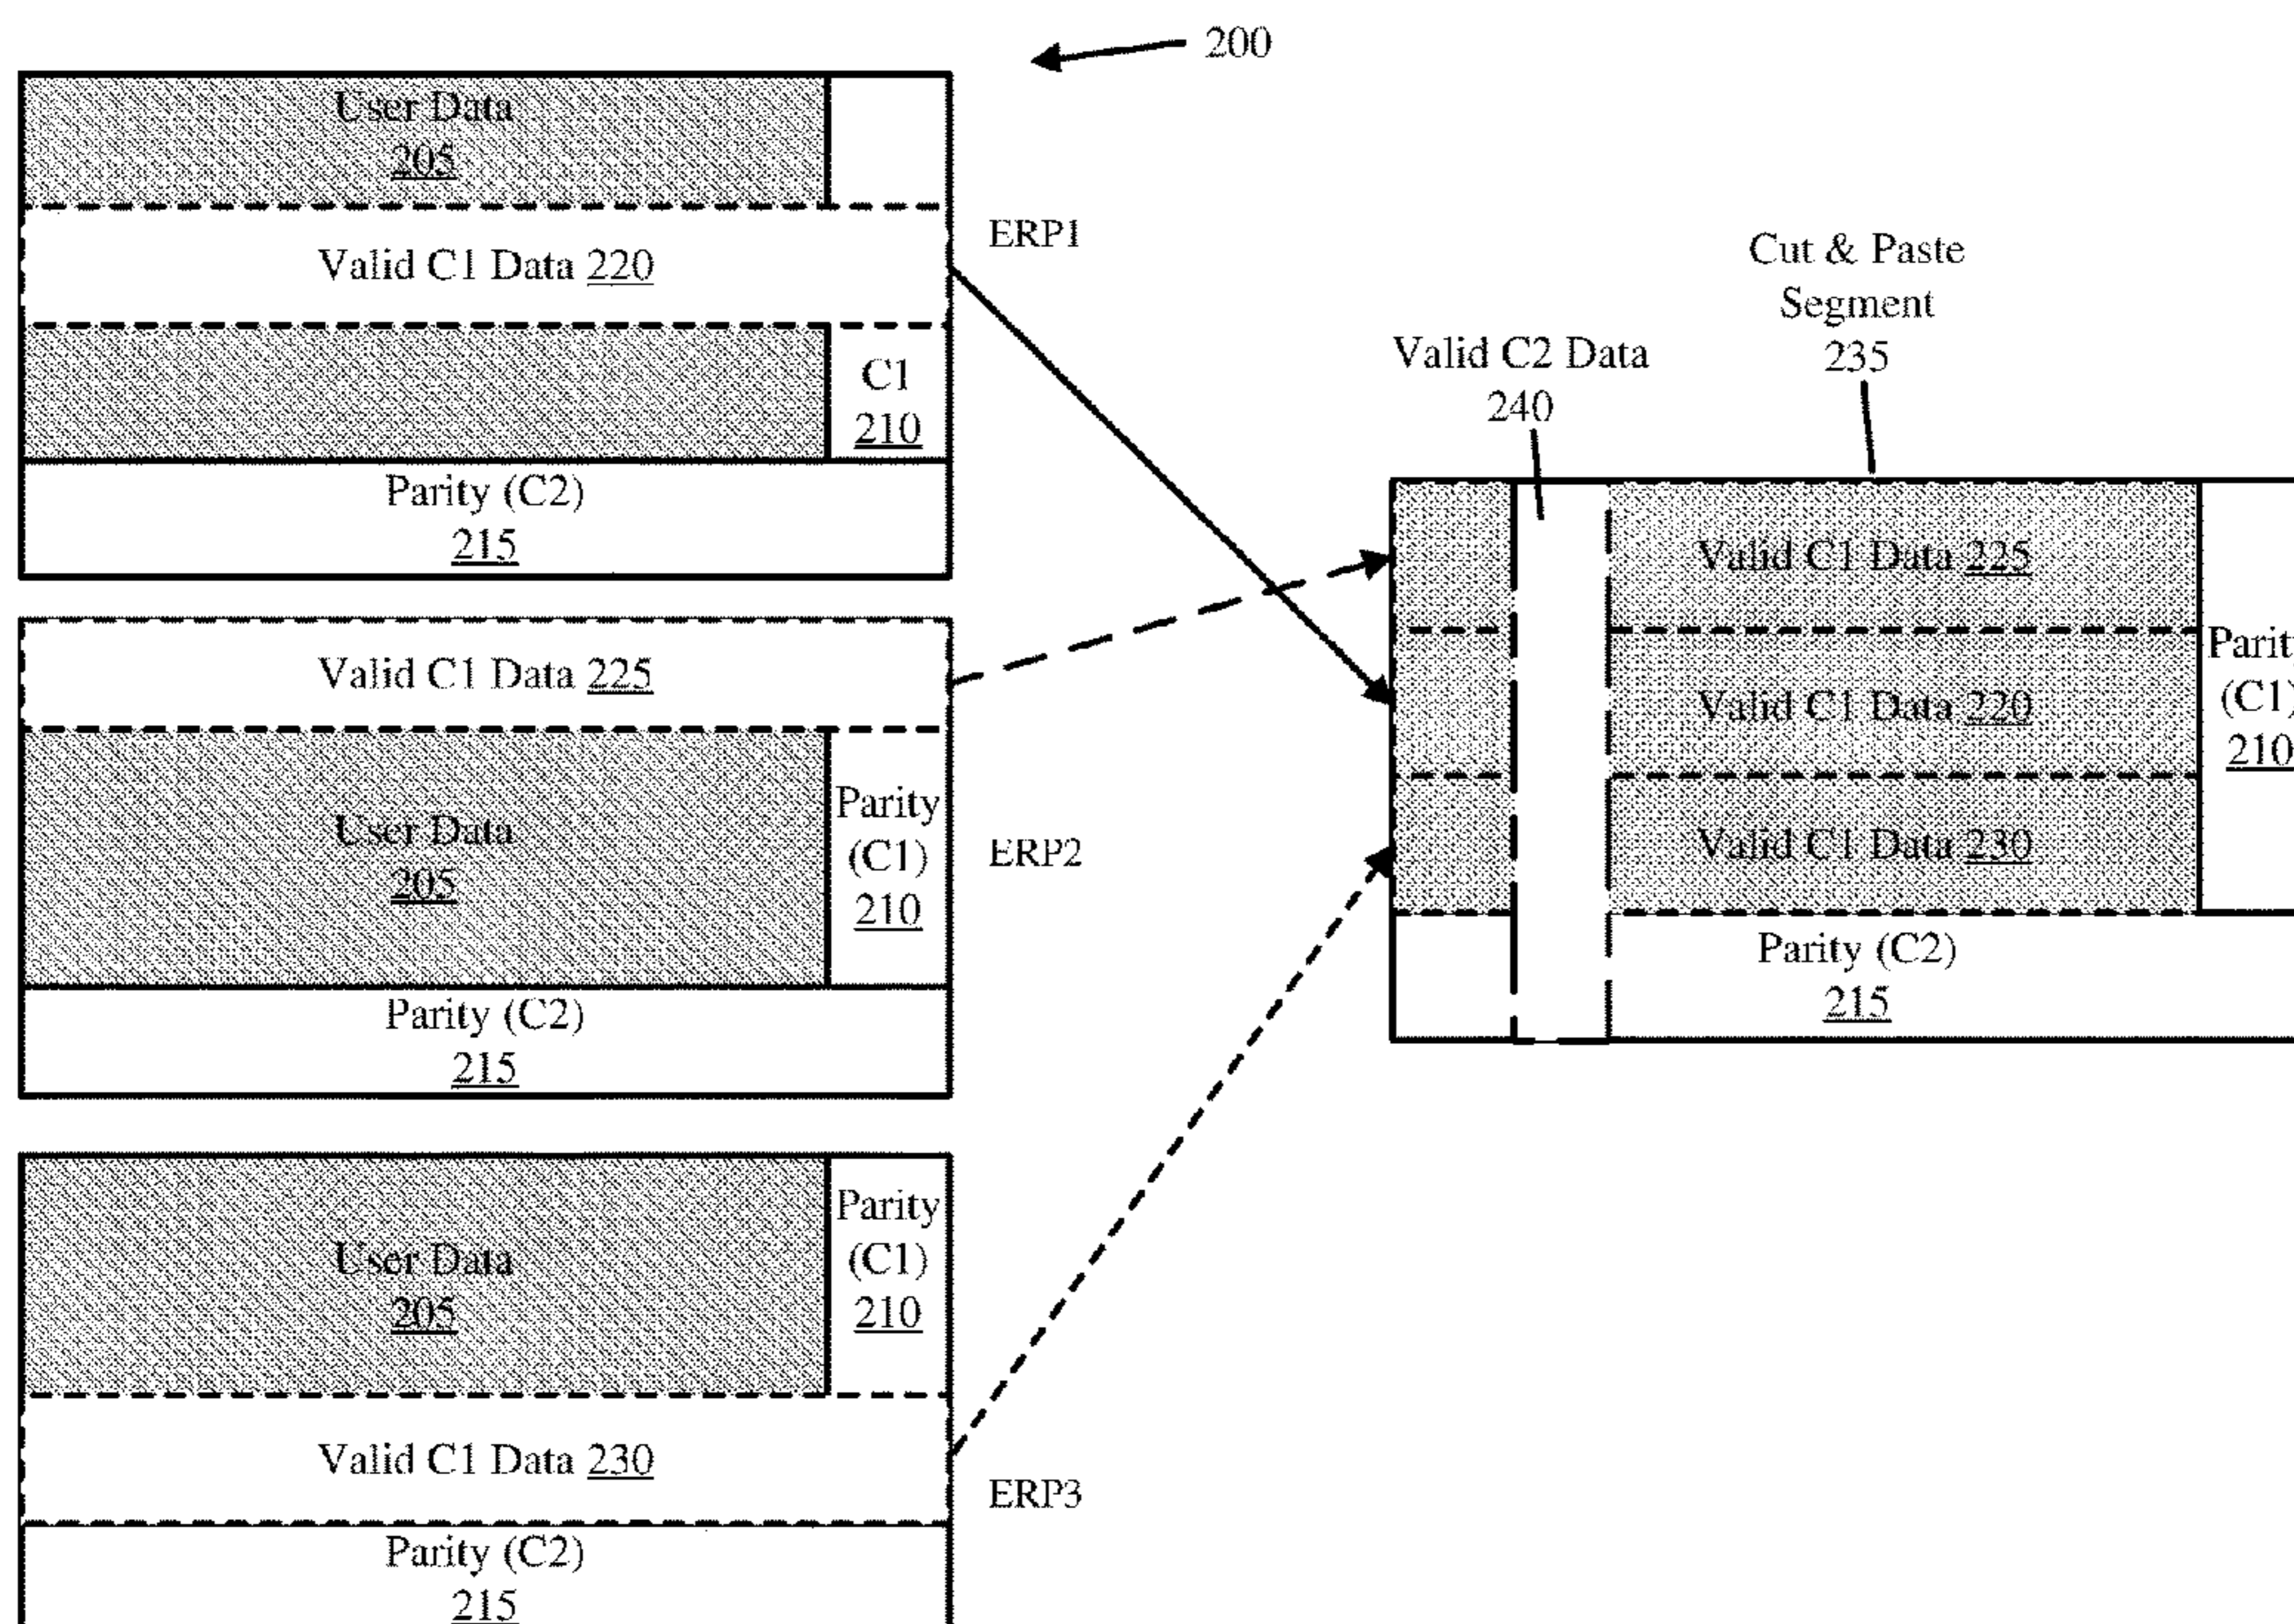 200
User Data
205
Valid C1 Data 220
ERP1
C1
210
Parity (C2)
215
Valid C1 Data 225
User Data
205
Parity
(C1)
210
ERP2
Parity (C2)
215
User Data
205
Parity
(C1)
210
Valid C1 Data 230
ERP3
Parity (C2)
215
Cut & Paste
Segment
235
Valid C2 Data
240
Valid C1 Data 225
Valid C1 Data 220
Valid C1 Data 230
Parity
(C1)
210
Parity (C2)
215